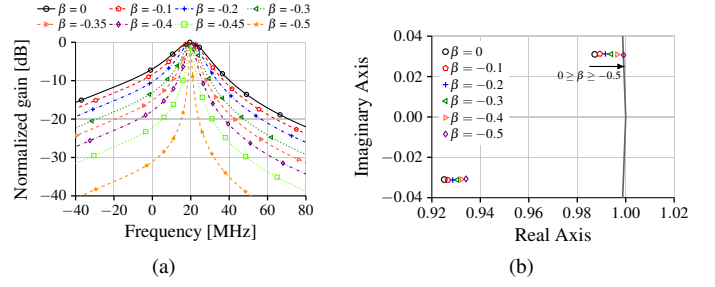 β = 0 β = -0.1 β = -0.2 β = -0.3
β = -0.35 β = -0.4 β = -0.45 β = -0.5
Normalized gain [dB]
0
−10
−20
−30
−40
−40 −20 0 20 40 60 80
Frequency [MHz]
(a)
Imaginary Axis
0.04
0.02
0.00
−0.02
−0.04
β = 0
β = −0.1
β = −0.2
β = −0.3
β = −0.4
β = −0.5
0 ≥ β ≥ −0.5
0.92 0.94 0.96 0.98 1.00 1.02
Real Axis
(b)